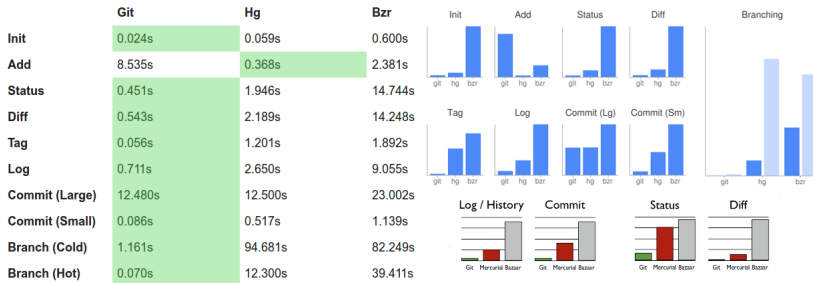 Git Hg Bzr
Init 0.024s 0.059s 0.600s
Add 8.535s 0.368s 2.381s
Status 0.451s 1.946s 14.744s
Diff 0.543s 2.189s 14.248s
Tag 0.056s 1.201s 1.892s
Log 0.711s 2.650s 9.055s
Commit (Large) 12.480s 12.500s 23.002s
Commit (Small) 0.086s 0.517s 1.139s
Branch (Cold) 1.161s 94.681s 82.249s
Branch (Hot) 0.070s 12.300s 39.411s
Init Add Status Diff Branching
git hg bzr git hg bzr git hg bzr git hg bzr
Tag Log Commit (Lg) Commit (Sm)
git hg bzr git hg bzr git hg bzr git hg bzr git hg bzr
Log / History Commit Status Diff
Git Mercurial Bazaar Git Mercurial Bazaar Git Mercurial Bazaar Git Mercurial Bazaar